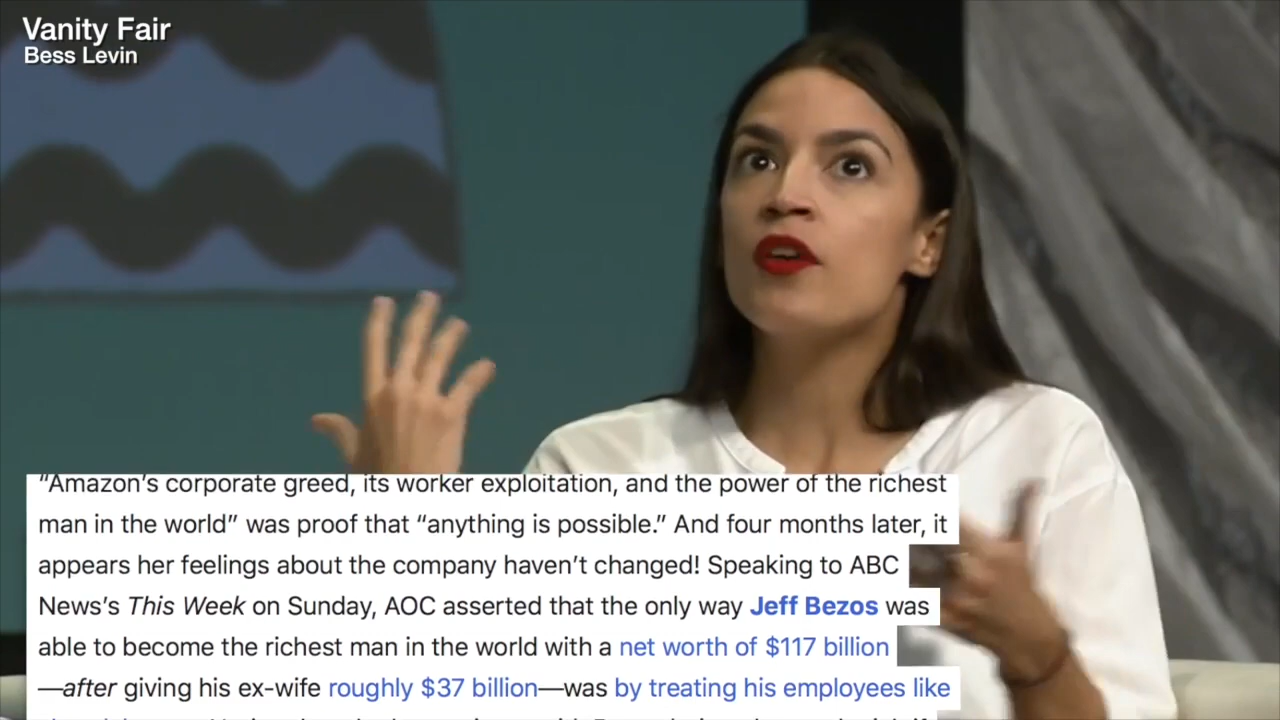 Vanity Fair
Bess Levin
“Amazon’s corporate greed, its worker exploitation, and the power of the richest
man in the world” was proof that “anything is possible.” And four months later, it
appears her feelings about the company haven’t changed! Speaking to ABC
News’s This Week on Sunday, AOC asserted that the only way Jeff Bezos was
able to become the richest man in the world with a net worth of $117 billion
—after giving his ex-wife roughly $37 billion—was by treating his employees like